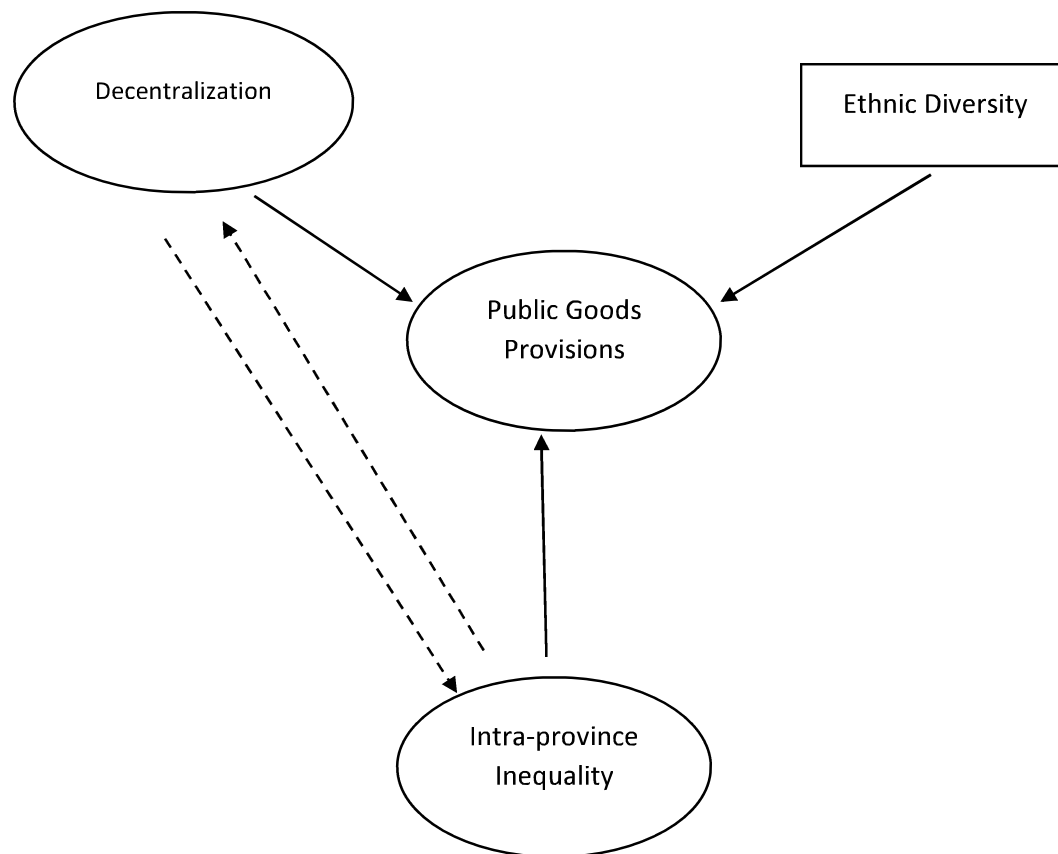 Decentralization
Ethnic Diversity
Public Goods
Provisions
Intra-province
Inequality